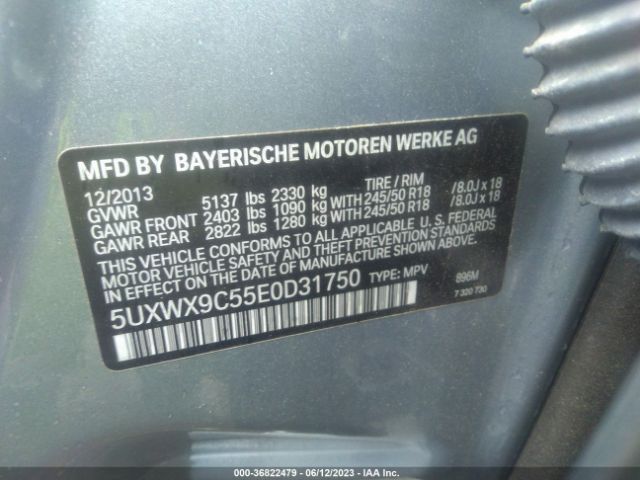 MFD BY BAYERISCHE MOTOREN WERKE AG
12/2013
GVWR 5137 lbs 2330 kg TIRE / RIM
GAWR FRONT 2403 lbs 1090 kg WITH 245/50 R18 / 8.0J x 18
GAWR REAR 2822 lbs 1280 kg WITH 245/50 R18 / 8.0J x 18
THIS VEHICLE CONFORMS TO ALL APPLICABLE U. S. FEDERAL
MOTOR VEHICLE SAFETY AND THEFT PREVENTION STANDARDS
IN EFFECT ON THE DATE OF MANUFACTURE SHOWN ABOVE.
5UXWX9C55E0D31750 TYPE: MPV 896M
7 320 730
000-36822479 - 06/12/2023 - IAA Inc.